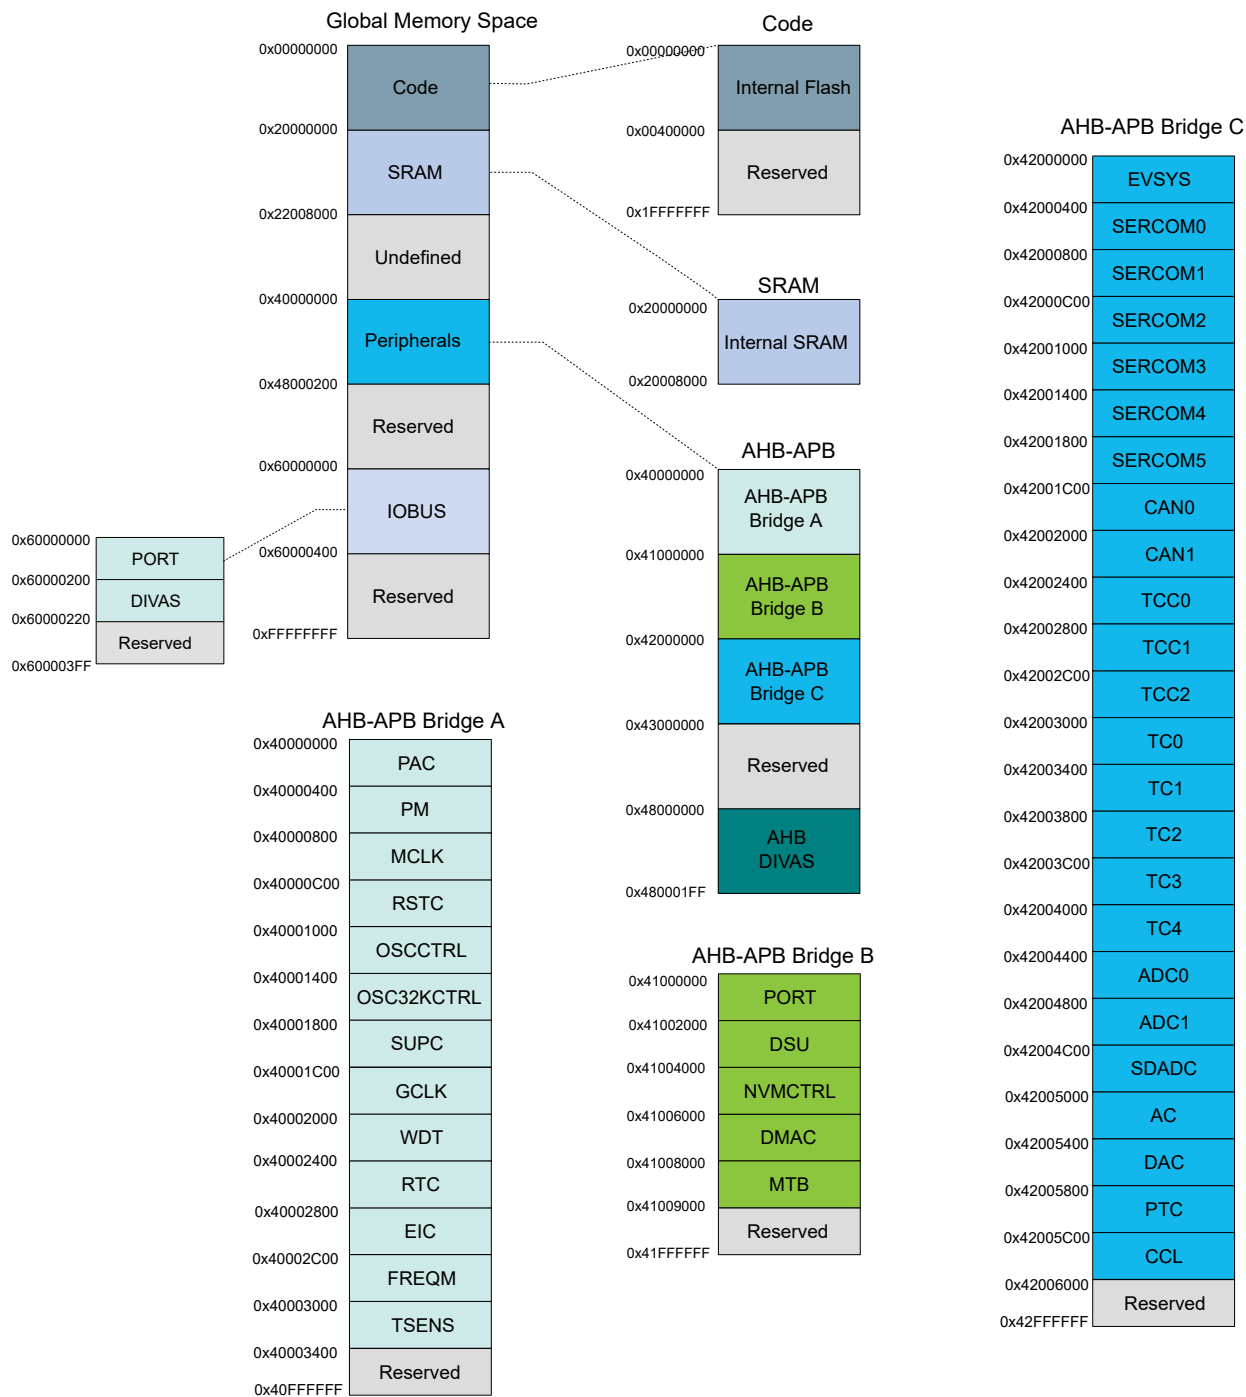 Global Memory Space
0x00000000
Code
0x20000000
SRAM
0x22008000
Undefined
0x40000000
Peripherals
0x48000200
Reserved
0x60000000
IOBUS
0x60000400
Reserved
0xFFFFFFFF
Code
0x00000000
Internal Flash
0x00400000
Reserved
0x1FFFFFFF
SRAM
0x20000000
Internal SRAM
0x20008000
AHB-APB
0x40000000
AHB-APB
Bridge A
0x41000000
AHB-APB
Bridge B
0x42000000
AHB-APB
Bridge C
0x43000000
Reserved
0x48000000
AHB
DIVAS
0x480001FF
0x60000000
PORT
0x60000200
DIVAS
0x60000220
Reserved
0x600003FF
AHB-APB Bridge A
0x40000000
PAC
0x40000400
PM
0x40000800
MCLK
0x40000C00
RSTC
0x40001000
OSCCTRL
0x40001400
OSC32KCTRL
0x40001800
SUPC
0x40001C00
GCLK
0x40002000
WDT
0x40002400
RTC
0x40002800
EIC
0x40002C00
FREQM
0x40003000
TSENS
0x40003400
Reserved
0x40FFFFFF
AHB-APB Bridge B
0x41000000
PORT
0x41002000
DSU
0x41004000
NVMCTRL
0x41006000
DMAC
0x41008000
MTB
0x41009000
Reserved
0x41FFFFFF
AHB-APB Bridge C
0x42000000
EVSYS
0x42000400
SERCOM0
0x42000800
SERCOM1
0x42000C00
SERCOM2
0x42001000
SERCOM3
0x42001400
SERCOM4
0x42001800
SERCOM5
0x42001C00
CAN0
0x42002000
CAN1
0x42002400
TCC0
0x42002800
TCC1
0x42002C00
TCC2
0x42003000
TC0
0x42003400
TC1
0x42003800
TC2
0x42003C00
TC3
0x42004000
TC4
0x42004400
ADC0
0x42004800
ADC1
0x42004C00
SDADC
0x42005000
AC
0x42005400
DAC
0x42005800
PTC
0x42005C00
CCL
0x42006000
Reserved
0x42FFFFFF